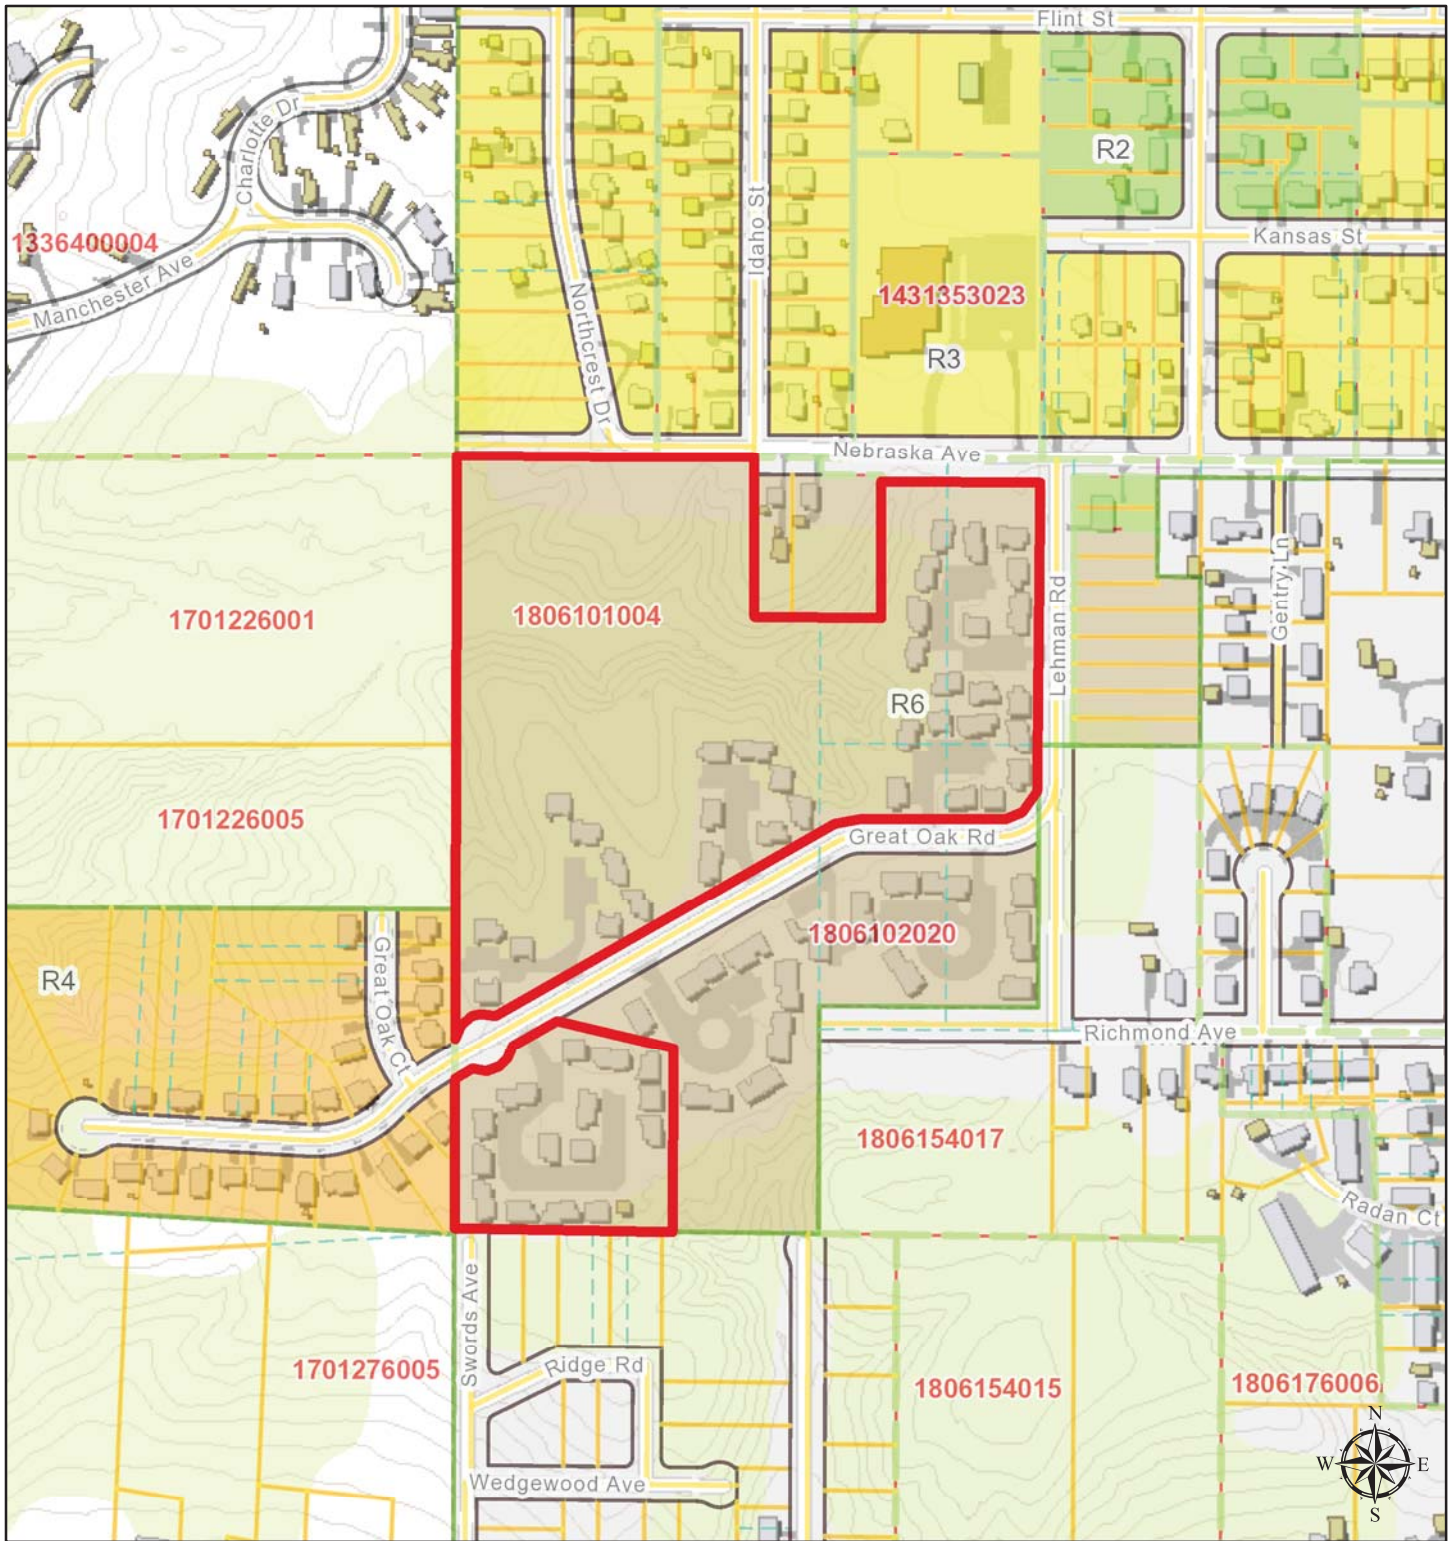 Flint St
Charlotte Dr
R2
1336400004
Manchester Ave
Idaho St
Kansas St
Northcrest Dr
1431353023
R3
Nebraska Ave
1701226001
1806101004
Lehman Rd
Gentry Ln
R6
1701226005
Great Oak Rd
1806102020
R4
Great Oak Ct
Richmond Ave
1806154017
Radan Ct
1701276005
Swords Ave
Ridge Rd
1806154015
1806176006
Wedgewood Ave
N
W E
S